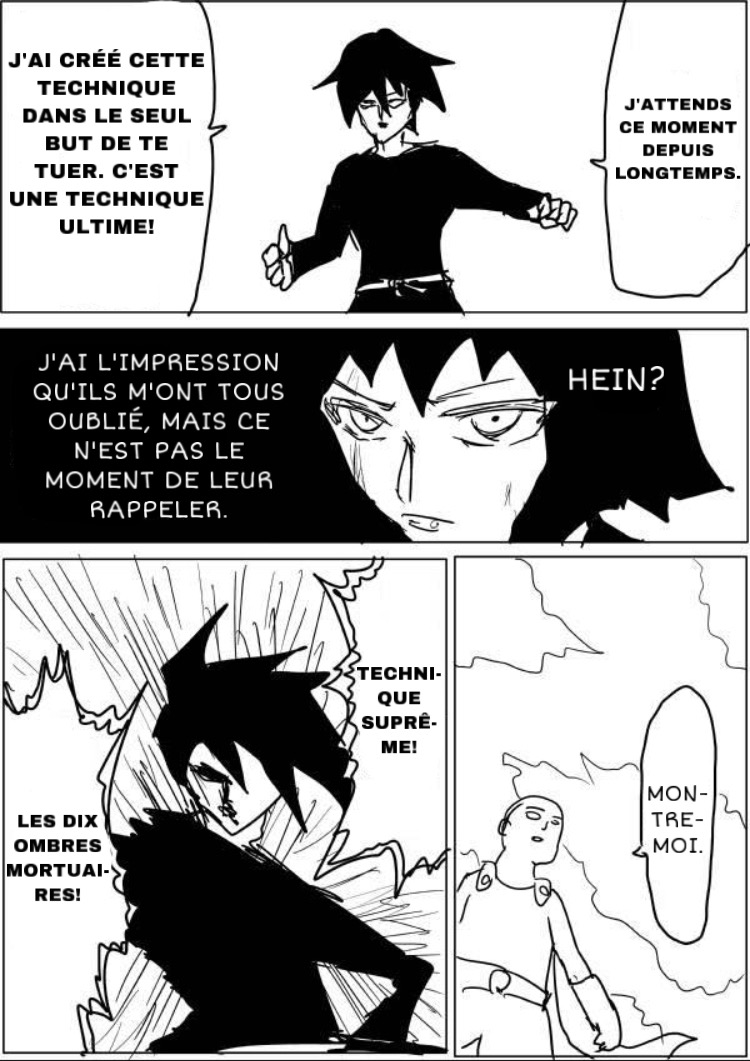 J'ATTENDS
CE MOMENT
DEPUIS
LONGTEMPS.
J'AI CRÉÉ CETTE
TECHNIQUE
DANS LE SEUL
BUT DE TE
TUER. C'EST
UNE TECHNIQUE
ULTIME!
HEIN?
J'AI L'IMPRESSION
QU'ILS M'ONT TOUS
OUBLIÉ, MAIS CE
N'EST PAS LE
MOMENT DE LEUR
RAPPELER.
MON-
TRE-
MOI.
TECHNI-
QUE
SUPRÊ-
ME!
LES DIX
OMBRES
MORTUAI-
RES!